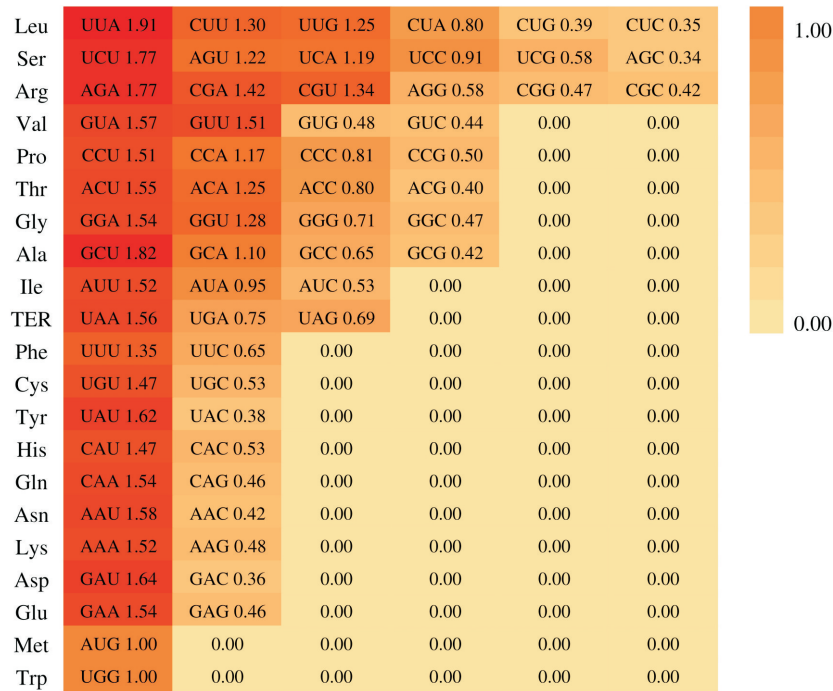 Leu UUA 1.91 CUU 1.30 UUG 1.25 CUA 0.80 CUG 0.39 CUC 0.35
Ser UCU 1.77 AGU 1.22 UCA 1.19 UCC 0.91 UCG 0.58 AGC 0.34
Arg AGA 1.77 CGA 1.42 CGU 1.34 AGG 0.58 CGG 0.47 CGC 0.42
Val GUA 1.57 GUU 1.51 GUG 0.48 GUC 0.44 0.00 0.00
Pro CCU 1.51 CCA 1.17 CCC 0.81 CCG 0.50 0.00 0.00
Thr ACU 1.55 ACA 1.25 ACC 0.80 ACG 0.40 0.00 0.00
Gly GGA 1.54 GGU 1.28 GGG 0.71 GGC 0.47 0.00 0.00
Ala GCU 1.82 GCA 1.10 GCC 0.65 GCG 0.42 0.00 0.00
Ile AUU 1.52 AUA 0.95 AUC 0.53 0.00 0.00 0.00
TER UAA 1.56 UGA 0.75 UAG 0.69 0.00 0.00 0.00
Phe UUU 1.35 UUC 0.65 0.00 0.00 0.00 0.00
Cys UGU 1.47 UGC 0.53 0.00 0.00 0.00 0.00
Tyr UAU 1.62 UAC 0.38 0.00 0.00 0.00 0.00
His CAU 1.47 CAC 0.53 0.00 0.00 0.00 0.00
Gln CAA 1.54 CAG 0.46 0.00 0.00 0.00 0.00
Asn AAU 1.58 AAC 0.42 0.00 0.00 0.00 0.00
Lys AAA 1.52 AAG 0.48 0.00 0.00 0.00 0.00
Asp GAU 1.64 GAC 0.36 0.00 0.00 0.00 0.00
Glu GAA 1.54 GAG 0.46 0.00 0.00 0.00 0.00
Met AUG 1.00 0.00 0.00 0.00 0.00 0.00
Trp UGG 1.00 0.00 0.00 0.00 0.00 0.00
1.00
0.00